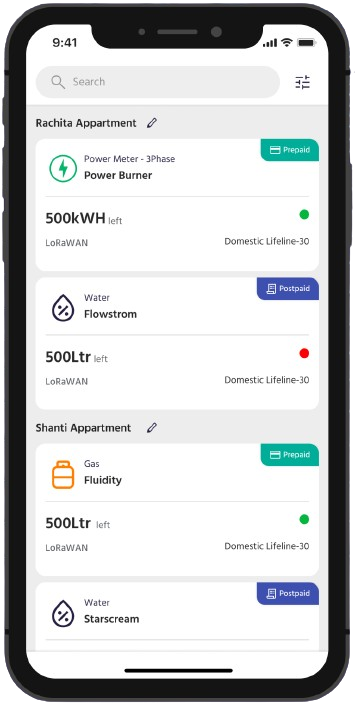 9:41
Search
Rachita Appartment
Prepaid
Power Meter - 3Phase
Power Burner
500kWH left
LoRaWAN
Domestic Lifeline-30
Postpaid
Water
Flowstrom
500Ltr left
LoRaWAN
Domestic Lifeline-30
Shanti Appartment
Prepaid
Gas
Fluidity
500Ltr left
LoRaWAN
Domestic Lifeline-30
Postpaid
Water
Starscream